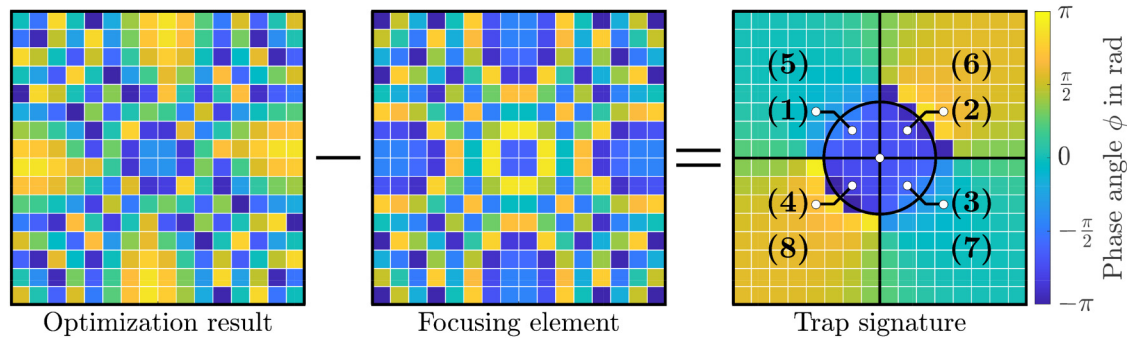 (5) (6)
(1) (2)
(4) (3)
(8) (7)
π
π/2
0
−π/2
−π
Phase angle ϕ in rad
Optimization result
Focusing element
Trap signature